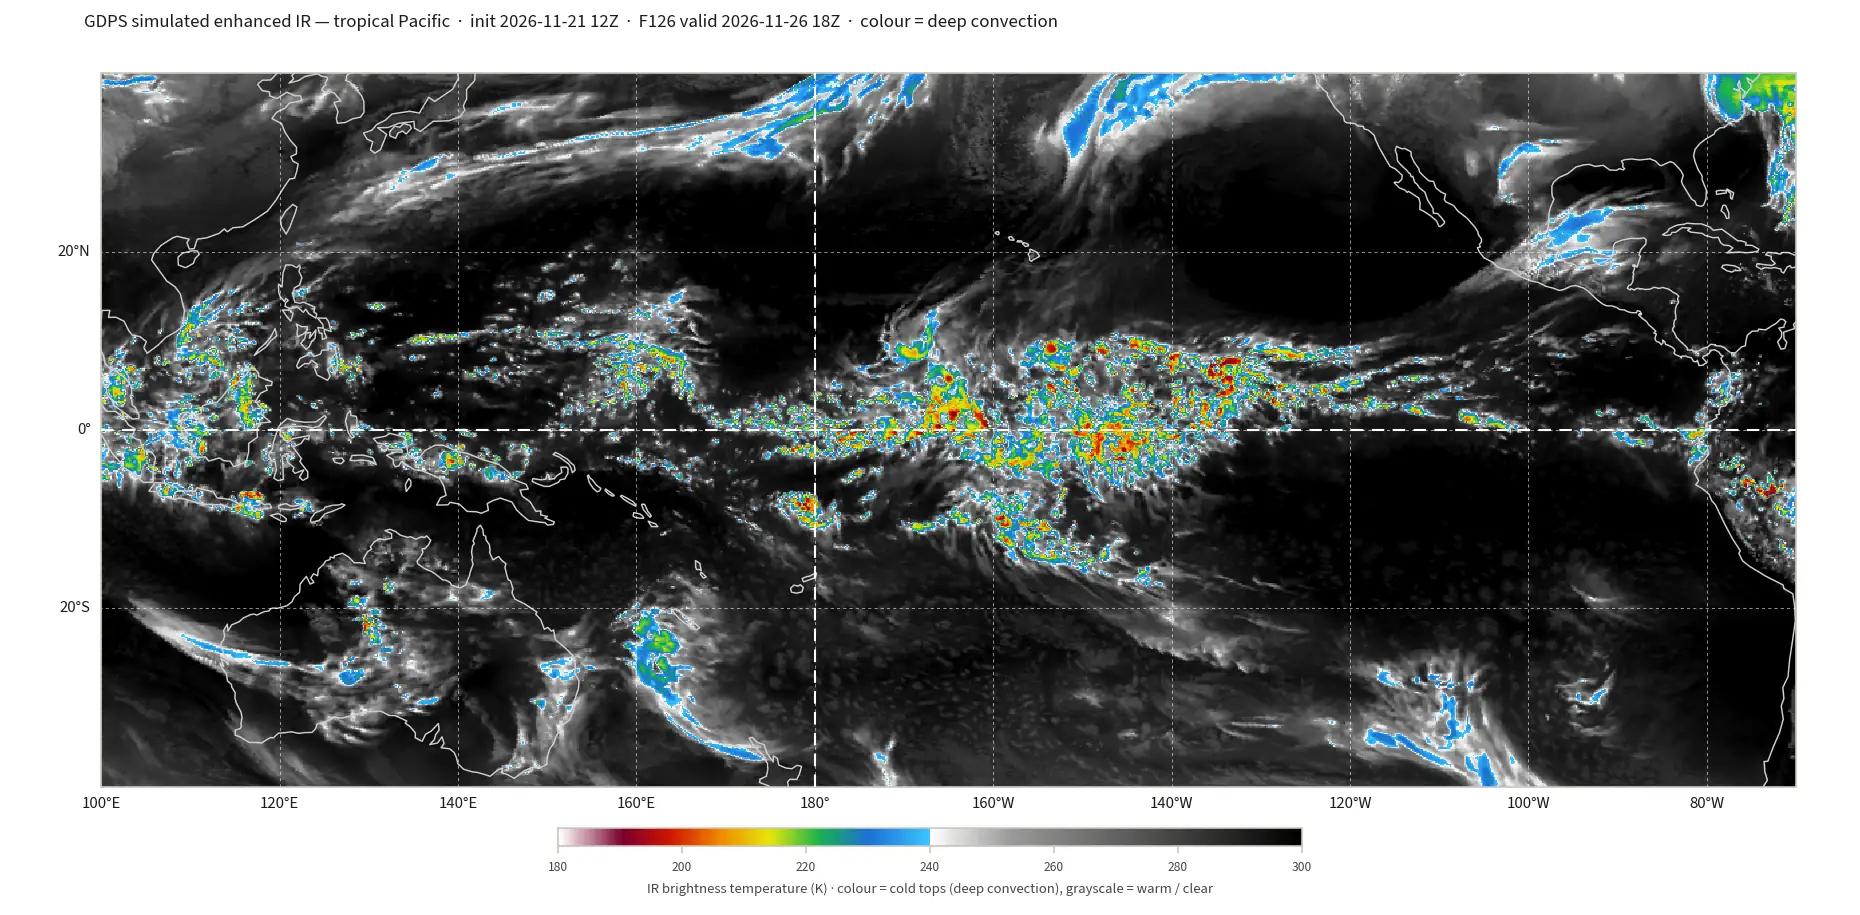 GDPS simulated enhanced IR — tropical Pacific · init 2026-11-21 12Z · F126 valid 2026-11-26 18Z · colour = deep convection
20°N
0°
20°S
100°E 120°E 140°E 160°E 180° 160°W 140°W 120°W 100°W 80°W
180 200 220 240 260 280 300
IR brightness temperature (K) · colour = cold tops (deep convection), grayscale = warm / clear